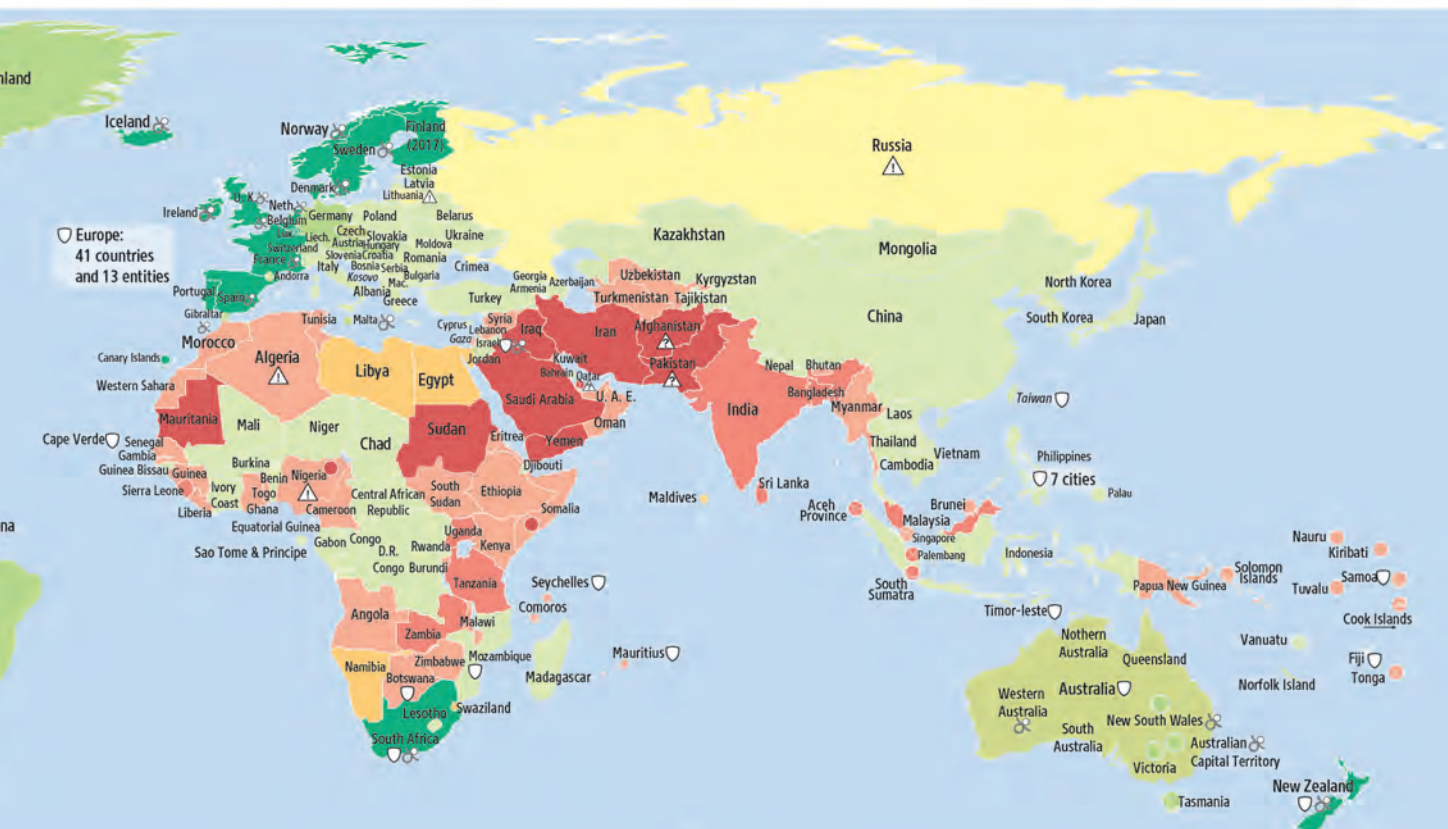 nland
Iceland
Norway
Finland
(2017)
Sweden
Estonia
Latvia
Lithuania
Denmark
U. K.
Neth.
Ireland
Belgium
Germany
Poland
Belarus
Lux.
Liech.
Czech
Slovakia
Ukraine
Switzerland
Austria
Hungary
Moldova
France
Slovenia
Croatia
Romania
Italy
Bosnia
Serbia
Crimea
Andorra
Kosovo
Mac.
Bulgaria
Albania
Greece
Portugal
Spain
Gibraltar
Malta
Europe:
41 countries
and 13 entities
Russia
Kazakhstan
Mongolia
Georgia
Armenia
Azerbaijan
Uzbekistan
Kyrgyzstan
Turkmenistan
Tajikistan
Turkey
China
North Korea
South Korea
Japan
Tunisia
Morocco
Algeria
Libya
Egypt
Cyprus
Syria
Lebanon
Gaza
Israel
Jordan
Iraq
Iran
Afghanistan
Pakistan
Kuwait
Bahrain
Qatar
Saudi Arabia
U. A. E.
Oman
Yemen
Canary Islands
Western Sahara
Mauritania
Mali
Niger
Chad
Sudan
Eritrea
Djibouti
Cape Verde
Senegal
Gambia
Guinea Bissau
Guinea
Sierra Leone
Liberia
Burkina
Ivory
Coast
Benin
Togo
Ghana
Nigeria
Cameroon
Central African
Republic
South
Sudan
Ethiopia
Somalia
Equatorial Guinea
Sao Tome & Principe
Gabon
Congo
D.R.
Congo
Rwanda
Burundi
Uganda
Kenya
Tanzania
Seychelles
Comoros
Angola
Zambia
Malawi
Mozambique
Zimbabwe
Namibia
Botswana
Madagascar
Mauritius
Lesotho
Swaziland
South Africa
Nepal
Bhutan
Bangladesh
India
Myanmar
Laos
Thailand
Cambodia
Vietnam
Taiwan
Philippines
7 cities
Palau
Maldives
Sri Lanka
Aceh
Province
Brunei
Malaysia
Singapore
Palembang
South
Sumatra
Indonesia
Timor-leste
Papua New Guinea
Solomon
Islands
Nauru
Kiribati
Tuvalu
Samoa
Cook Islands
Vanuatu
Fiji
Tonga
Norfolk Island
Nothern
Australia
Queensland
Western
Australia
Australia
South
Australia
New South Wales
Australian
Capital Territory
Victoria
Tasmania
New Zealand
na